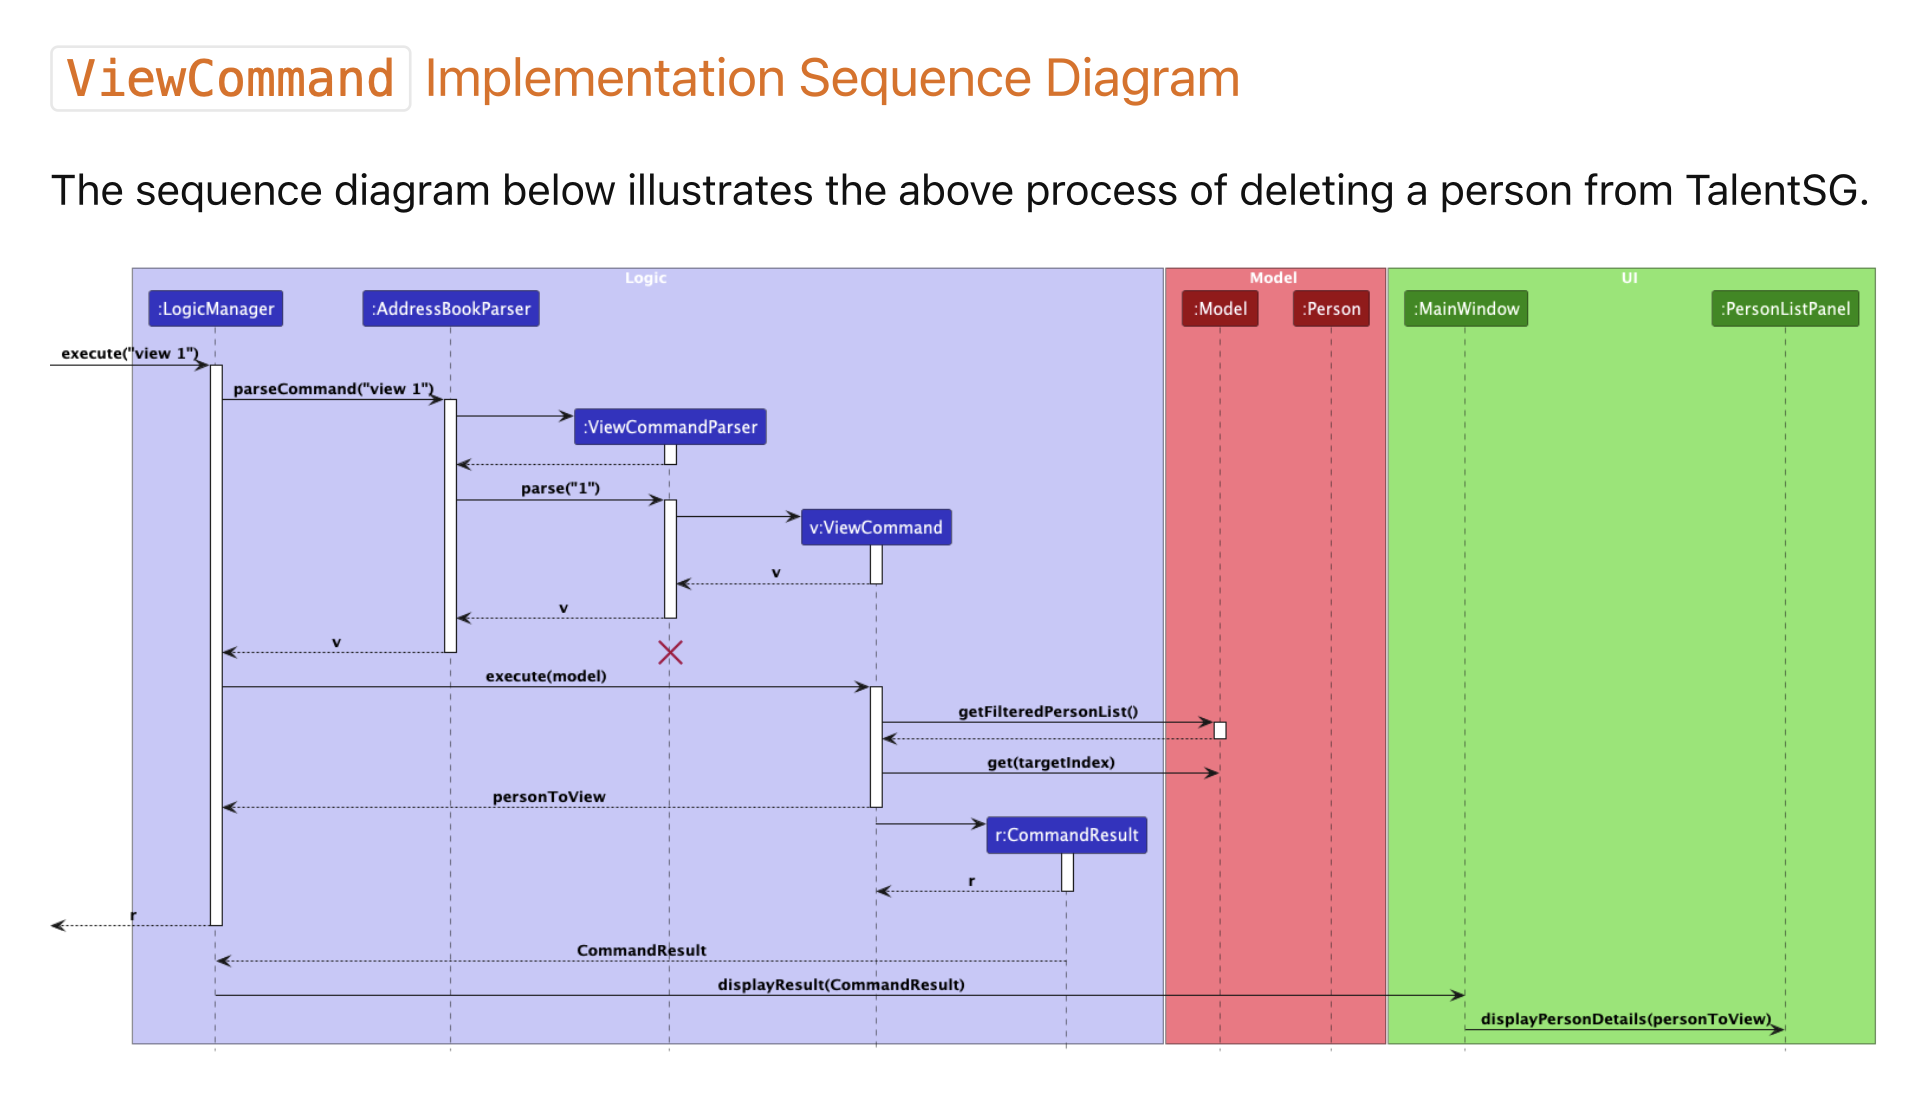 ViewCommand Implementation Sequence Diagram
The sequence diagram below illustrates the above process of deleting a person from TalentSG.
Logic
Model
UI
:LogicManager
:AddressBookParser
:Model
:Person
:MainWindow
:PersonListPanel
execute("view 1")
parseCommand("view 1")
:ViewCommandParser
parse("1")
v:ViewCommand
v
v
v
execute(model)
getFilteredPersonList()
get(targetIndex)
personToView
r:CommandResult
r
r
CommandResult
displayResult(CommandResult)
displayPersonDetails(personToView)